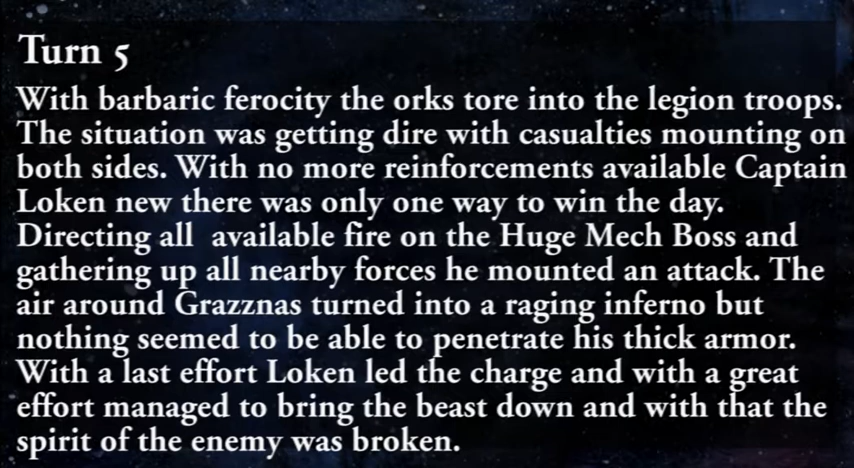 Turn 5
With barbaric ferocity the orks tore into the legion troops.
The situation was getting dire with casualties mounting on
both sides. With no more reinforcements available Captain
Loken new there was only one way to win the day.
Directing all  available fire on the Huge Mech Boss and
gathering up all nearby forces he mounted an attack. The
air around Grazznas turned into a raging inferno but
nothing seemed to be able to penetrate his thick armor.
With a last effort Loken led the charge and with a great
effort managed to bring the beast down and with that the
spirit of the enemy was broken.